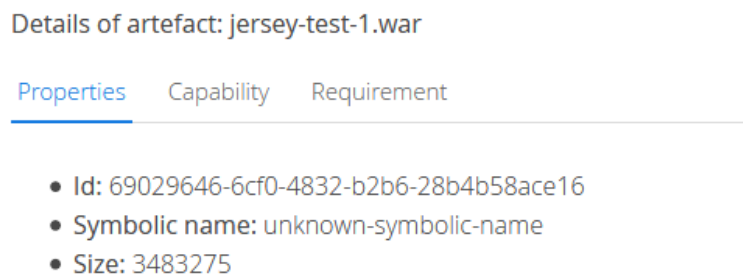 Details of artefact: jersey-test-1.war
Properties Capability Requirement
• Id: 69029646-6cf0-4832-b2b6-28b4b58ace16
• Symbolic name: unknown-symbolic-name
• Size: 3483275